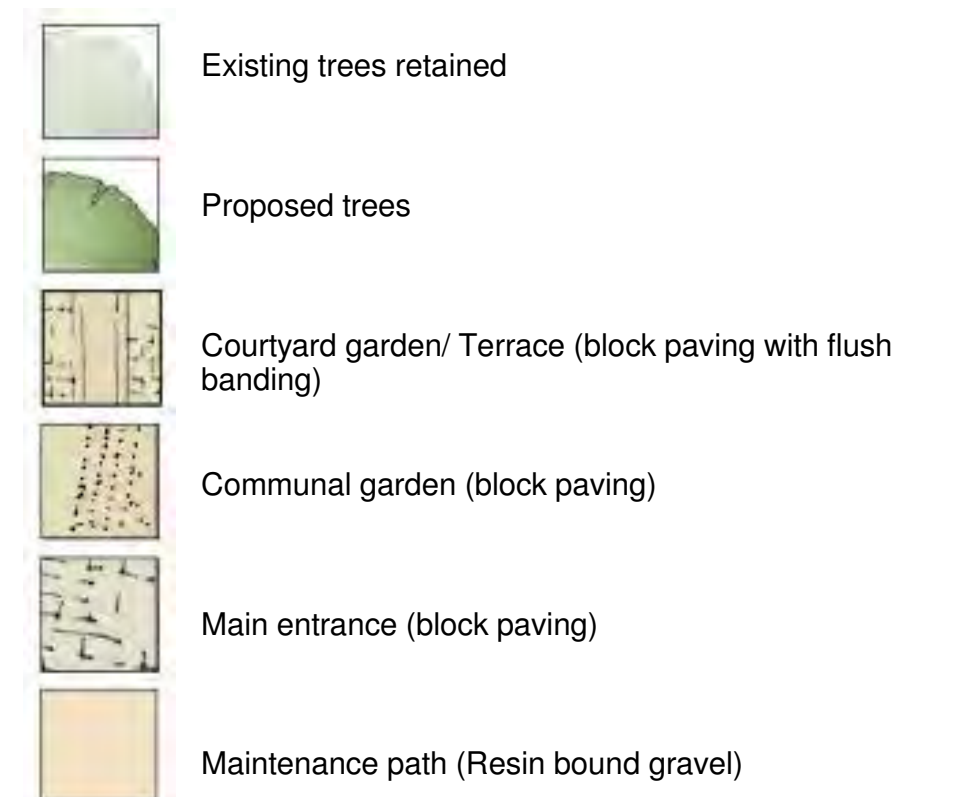 Existing trees retained
Proposed trees
Courtyard garden/ Terrace (block paving with flush
banding)
Communal garden (block paving)
Main entrance (block paving)
Maintenance path (Resin bound gravel)